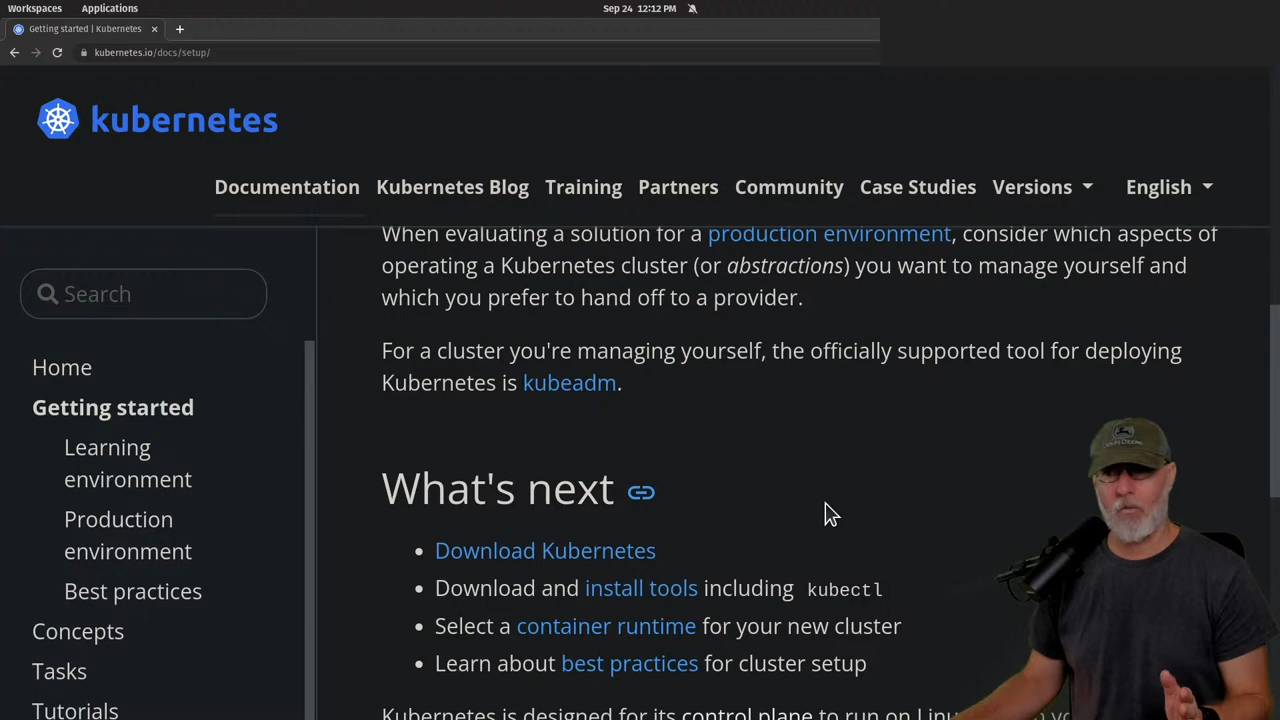 Workspaces Applications Sep 24 12:12 PM
Getting started | Kubernetes
kubernetes.io/docs/setup/
kubernetes
Documentation Kubernetes Blog Training Partners Community Case Studies Versions English
Search
Home
Getting started
Learning environment
Production environment
Best practices
Concepts
Tasks
Tutorials
When evaluating a solution for a production environment, consider which aspects of
operating a Kubernetes cluster (or abstractions) you want to manage yourself and
which you prefer to hand off to a provider.
For a cluster you're managing yourself, the officially supported tool for deploying
Kubernetes is kubeadm.
What's next
• Download Kubernetes
• Download and install tools including kubectl
• Select a container runtime for your new cluster
• Learn about best practices for cluster setup
Kubernetes is designed for its control plane to run on